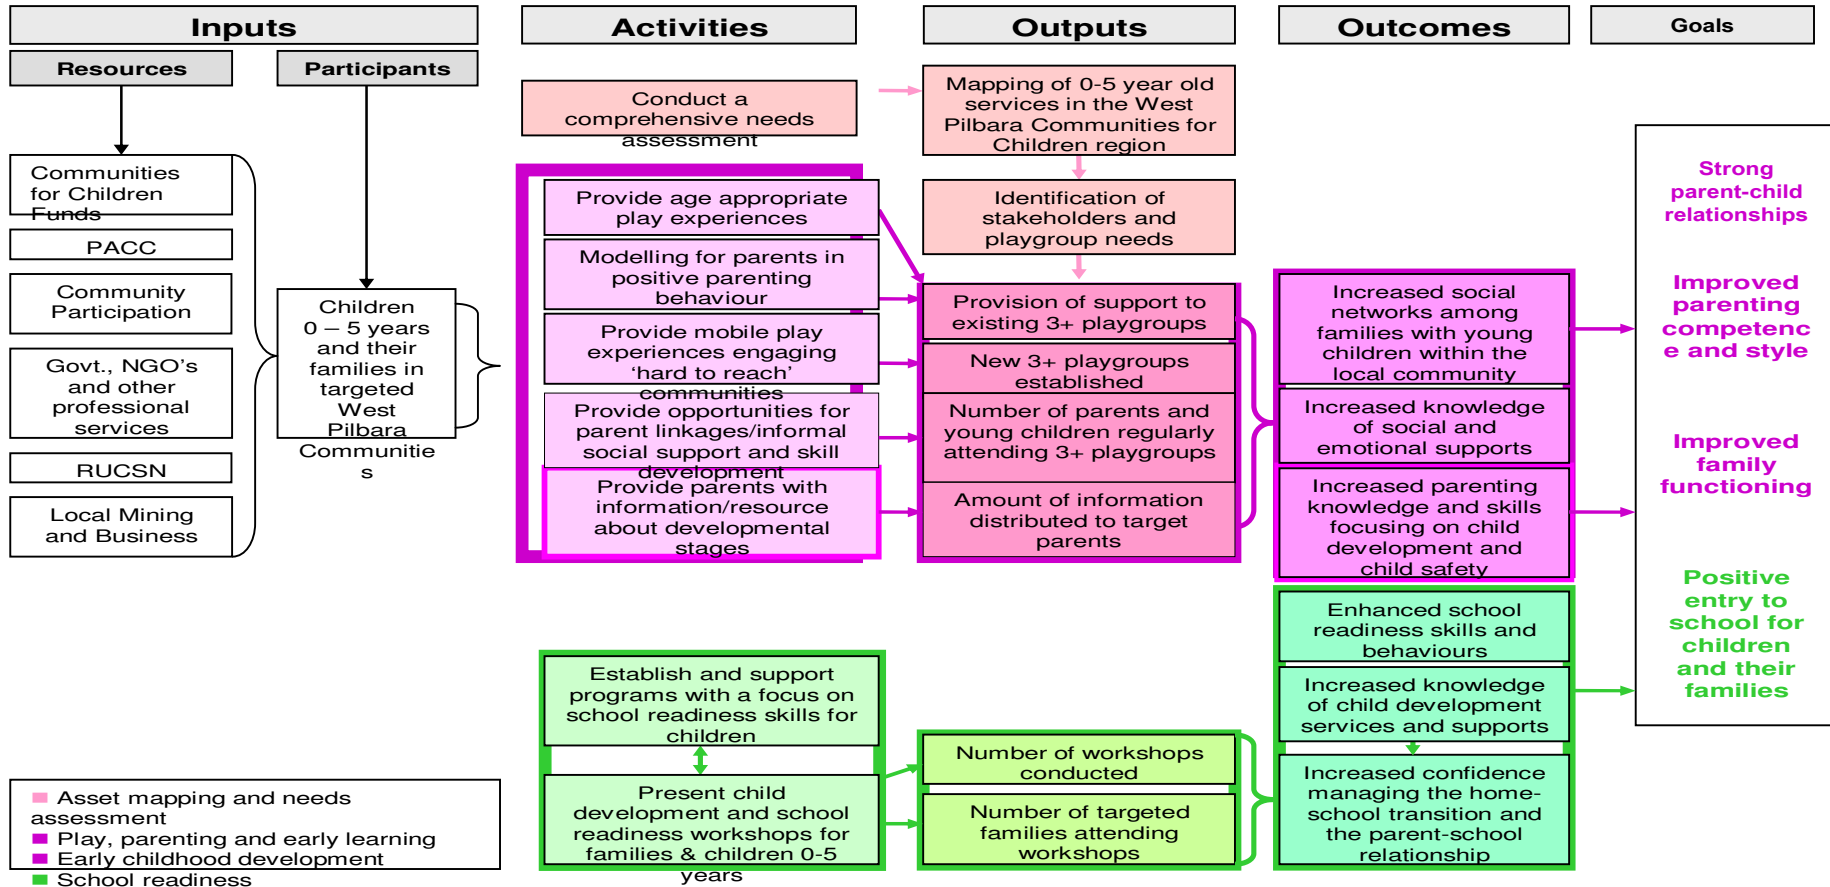 Inputs
Activities
Outputs
Outcomes
Goals
Resources
Participants
Communities
for Children
Funds
PACC
Community
Participation
Govt., NGO's
and other
professional
services
RUCSN
Local Mining
and Business
Children
0 – 5 years
and their
families in
targeted
West
Pilbara
Communitie
s
Conduct a
comprehensive needs
assessment
Provide age appropriate
play experiences
Modelling for parents in
positive parenting
behaviour
Provide mobile play
experiences engaging
‘hard to reach’
communities
Provide opportunities for
parent linkages/informal
social support and skill
development
Provide parents with
information/resource
about developmental
stages
Establish and support
programs with a focus on
school readiness skills for
children
Present child
development and school
readiness workshops for
families & children 0-5
years
Mapping of 0-5 year old
services in the West
Pilbara Communities for
Children region
Identification of
stakeholders and
playgroup needs
Provision of support to
existing 3+ playgroups
New 3+ playgroups
established
Number of parents and
young children regularly
attending 3+ playgroups
Amount of information
distributed to target
parents
Number of workshops
conducted
Number of targeted
families attending
workshops
Increased social
networks among
families with young
children within the
local community
Increased knowledge
of social and
emotional supports
Increased parenting
knowledge and skills
focusing on child
development and
child safety
Enhanced school
readiness skills and
behaviours
Increased knowledge
of child development
services and supports
Increased confidence
managing the home-
school transition and
the parent-school
relationship
Strong
parent-child
relationships
Improved
parenting
competenc
e and style
Improved
family
functioning
Positive
entry to
school for
children
and their
families
Asset mapping and needs
assessment
Play, parenting and early learning
Early childhood development
School readiness